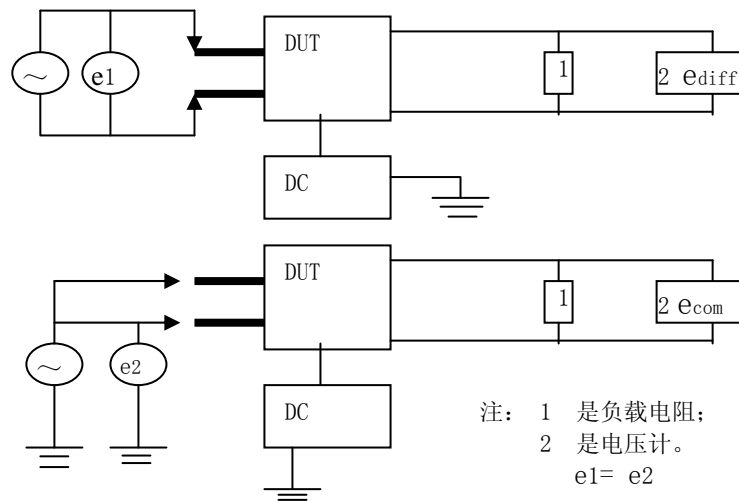 DUT
~
e1
1
2 ediff
DC
DUT
1
2 ecom
~
e2
DC
注： 1 是负载电阻；
2 是电压计。
e1= e2